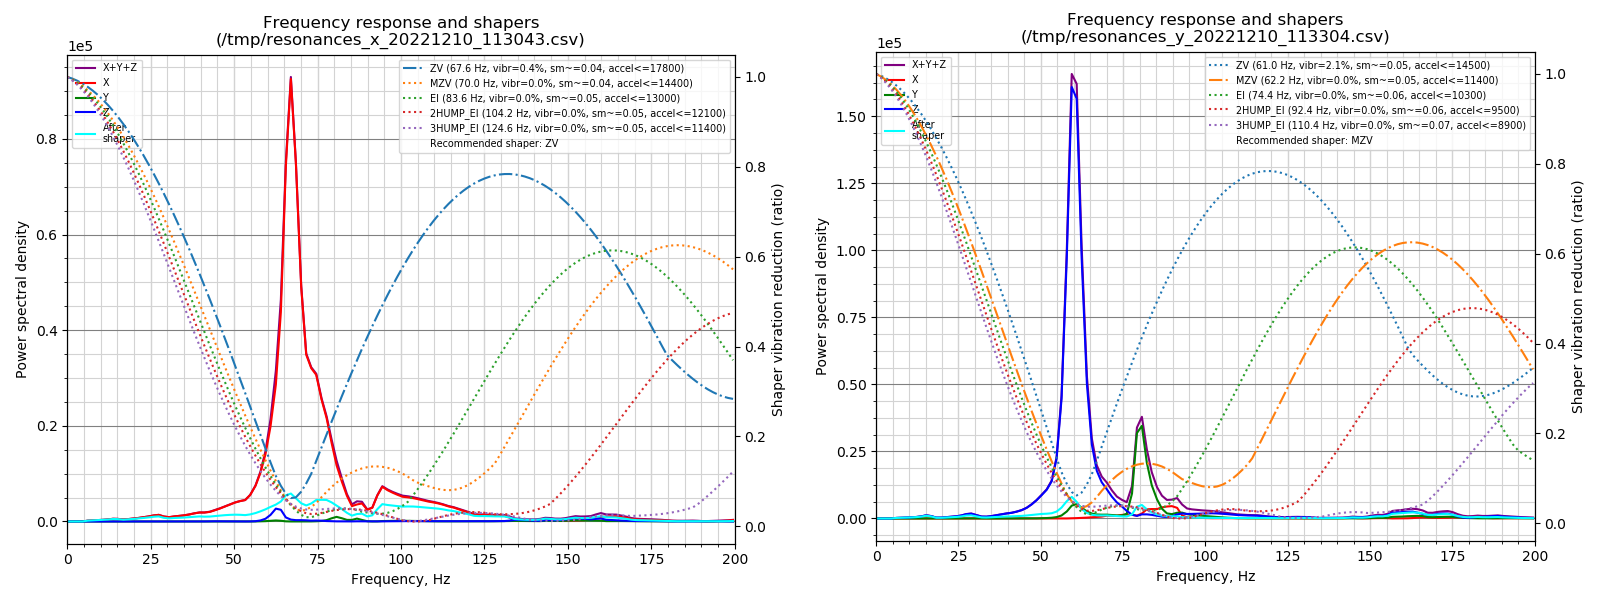 Frequency response and shapers
(/tmp/resonances_x_20221210_113043.csv)
1e5
X+Y+Z
X
Y
Z
After
shaper
ZV (67.6 Hz, vibr=0.4%, sm~=0.04, accel<=17800)
MZV (70.0 Hz, vibr=0.0%, sm~=0.04, accel<=14400)
EI (83.6 Hz, vibr=0.0%, sm~=0.05, accel<=13000)
2HUMP_EI (104.2 Hz, vibr=0.0%, sm~=0.05, accel<=12100)
3HUMP_EI (124.6 Hz, vibr=0.0%, sm~=0.05, accel<=11400)
Recommended shaper: ZV
Power spectral density
0.8
0.6
0.4
0.2
0.0
1.0
0.8
0.6
0.4
0.2
0.0
Shaper vibration reduction (ratio)
0 25 50 75 100 125 150 175 200
Frequency, Hz
Frequency response and shapers
(/tmp/resonances_y_20221210_113304.csv)
1e5
X+Y+Z
X
Y
Z
After
shaper
ZV (61.0 Hz, vibr=2.1%, sm~=0.05, accel<=14500)
MZV (62.2 Hz, vibr=0.0%, sm~=0.05, accel<=11400)
EI (74.4 Hz, vibr=0.0%, sm~=0.06, accel<=10300)
2HUMP_EI (92.4 Hz, vibr=0.0%, sm~=0.06, accel<=9500)
3HUMP_EI (110.4 Hz, vibr=0.0%, sm~=0.07, accel<=8900)
Recommended shaper: MZV
Power spectral density
1.50
1.25
1.00
0.75
0.50
0.25
0.00
1.0
0.8
0.6
0.4
0.2
0.0
Shaper vibration reduction (ratio)
0 25 50 75 100 125 150 175 200
Frequency, Hz